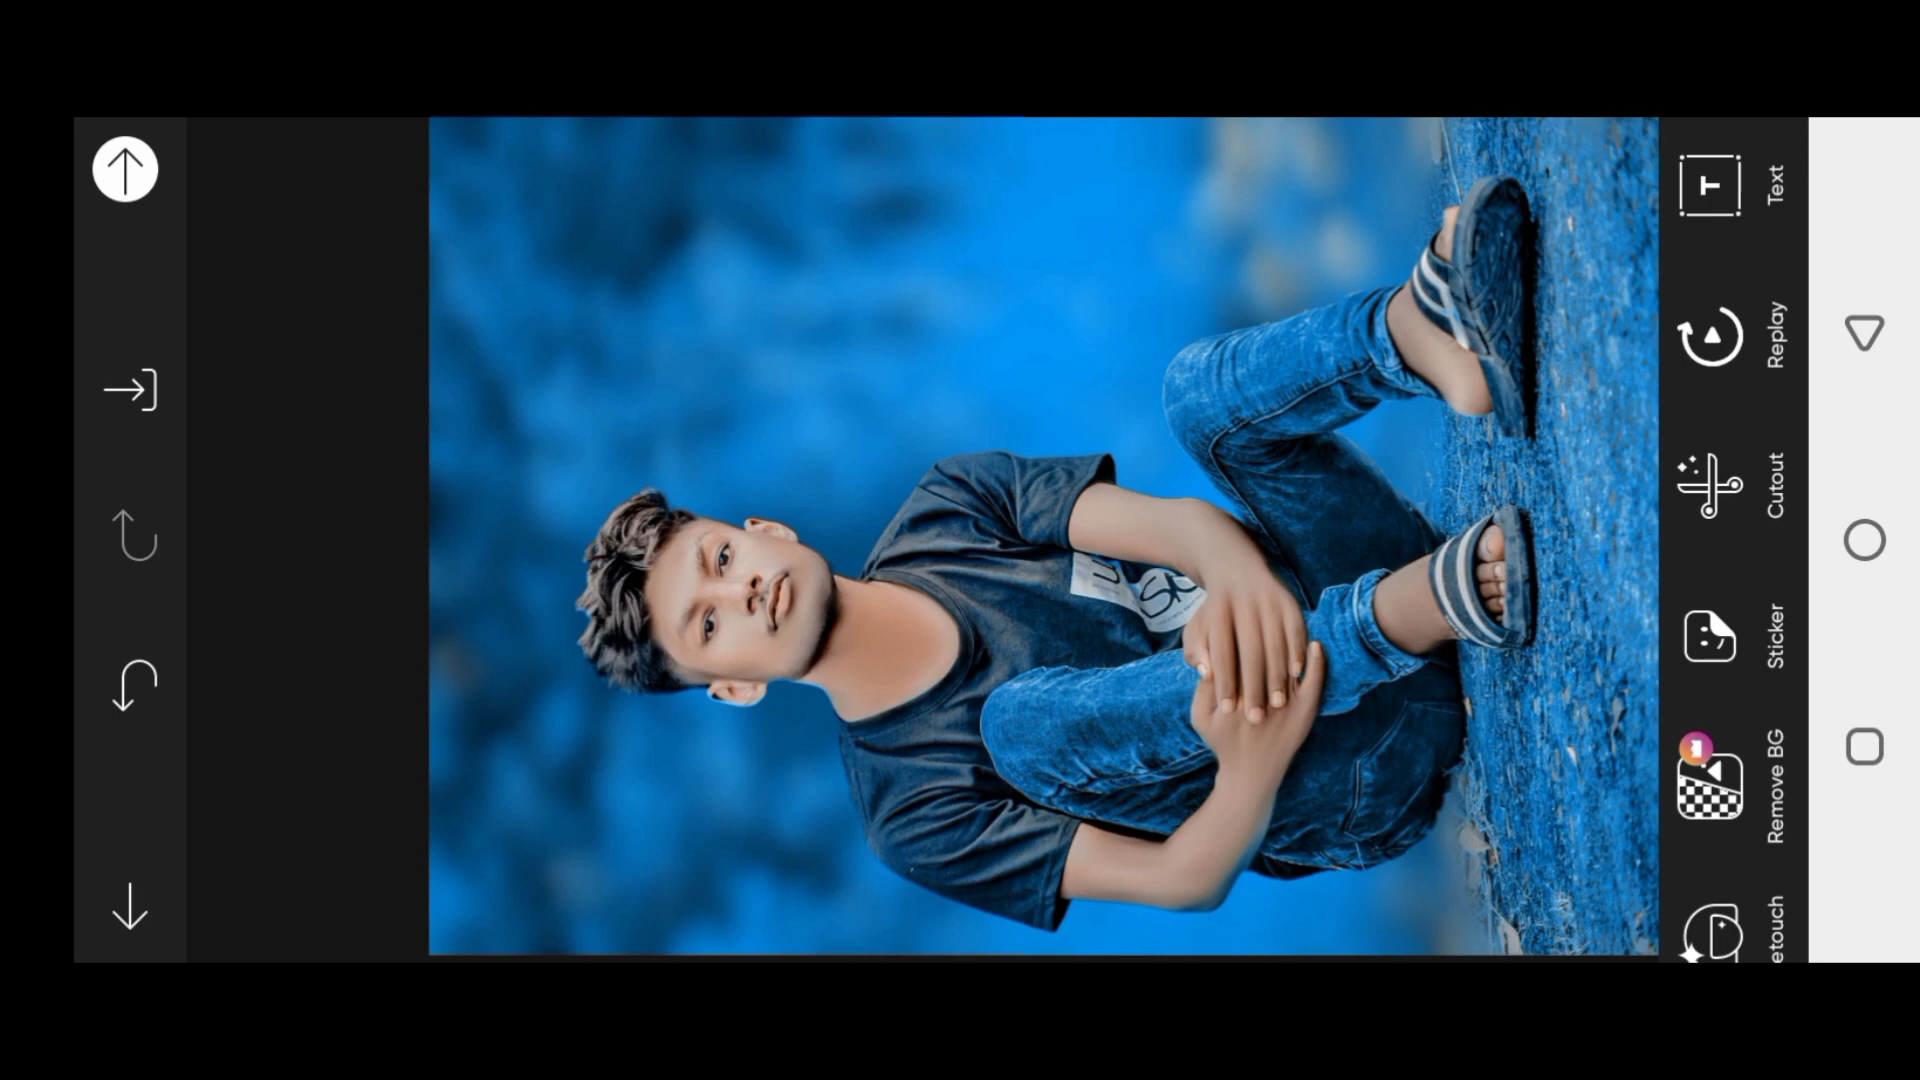 etouch
Remove BG
Sticker
Cutout
Replay
T
Text